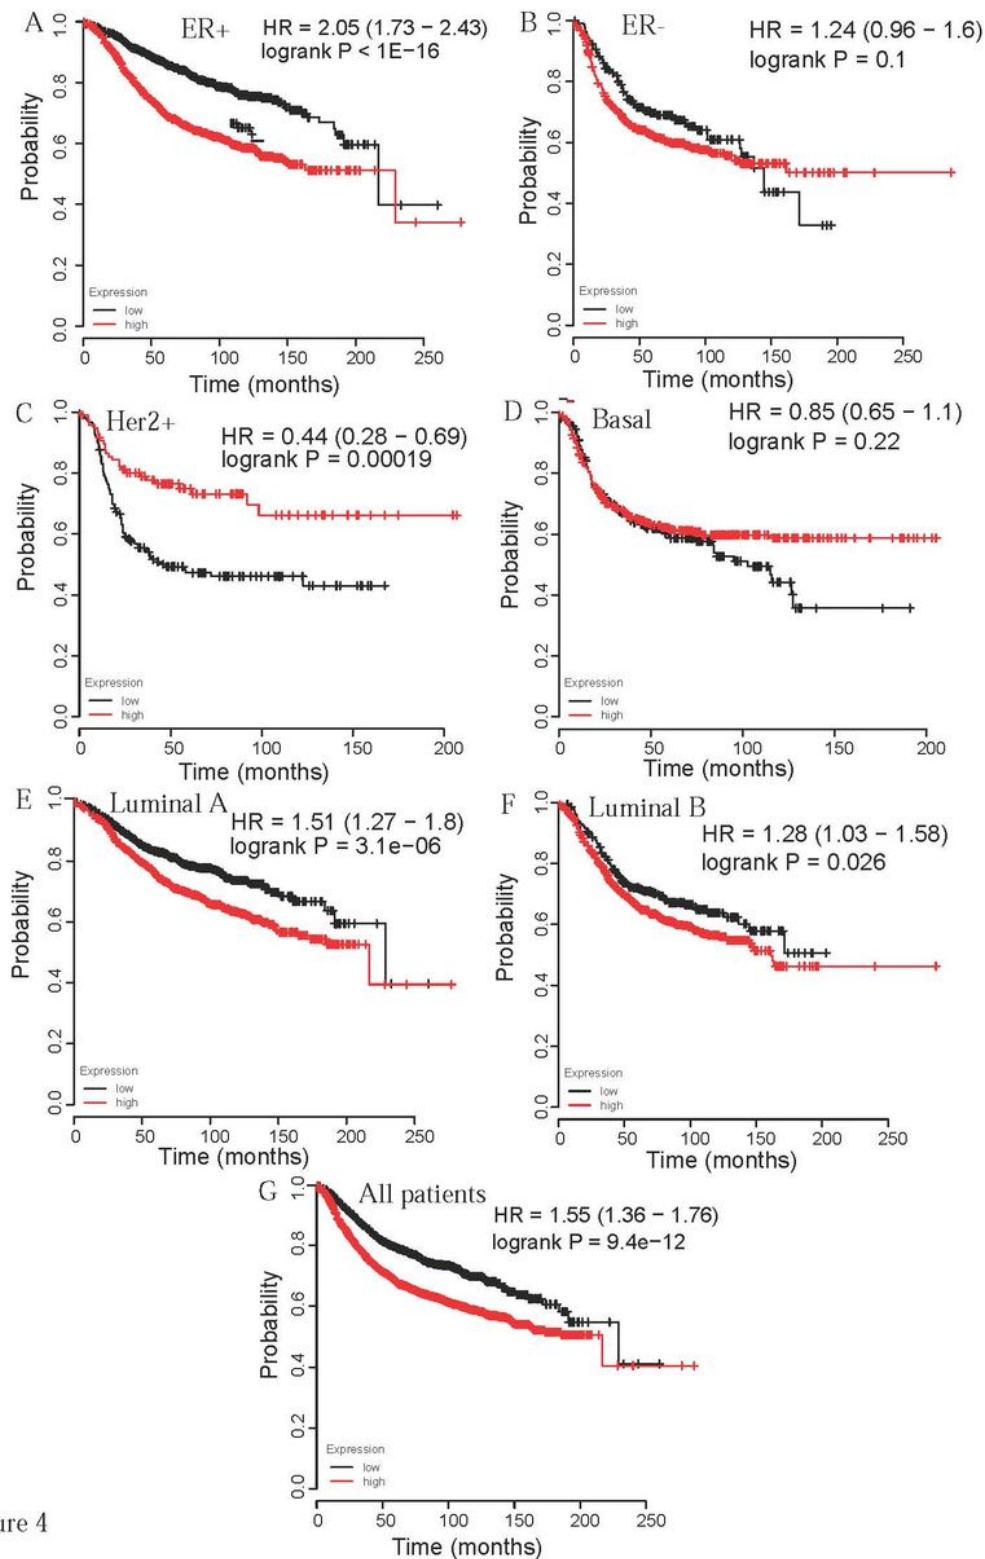 A
ER+
HR = 2.05 (1.73 − 2.43)
logrank P < 1E−16
Probability
1.0
0.8
0.6
0.4
0.2
0.0
Expression
low
high
0 50 100 150 200 250
Time (months)
B
ER-
HR = 1.24 (0.96 − 1.6)
logrank P = 0.1
Probability
1.0
0.8
0.6
0.4
0.2
0.0
Expression
low
high
0 50 100 150 200 250
Time (months)
C
Her2+
HR = 0.44 (0.28 − 0.69)
logrank P = 0.00019
Probability
1.0
0.8
0.6
0.4
0.2
0.0
Expression
low
high
0 50 100 150 200
Time (months)
D
Basal
HR = 0.85 (0.65 − 1.1)
logrank P = 0.22
Probability
1.0
0.8
0.6
0.4
0.2
0.0
Expression
low
high
0 50 100 150 200
Time (months)
E
Luminal A
HR = 1.51 (1.27 − 1.8)
logrank P = 3.1e−06
Probability
1.0
0.8
0.6
0.4
0.2
0.0
Expression
low
high
0 50 100 150 200 250
Time (months)
F
Luminal B
HR = 1.28 (1.03 − 1.58)
logrank P = 0.026
Probability
1.0
0.8
0.6
0.4
0.2
0.0
Expression
low
high
0 50 100 150 200 250
Time (months)
G
All patients
HR = 1.55 (1.36 − 1.76)
logrank P = 9.4e−12
Probability
1.0
0.8
0.6
0.4
0.2
0.0
Expression
low
high
0 50 100 150 200 250
Time (months)
ure 4